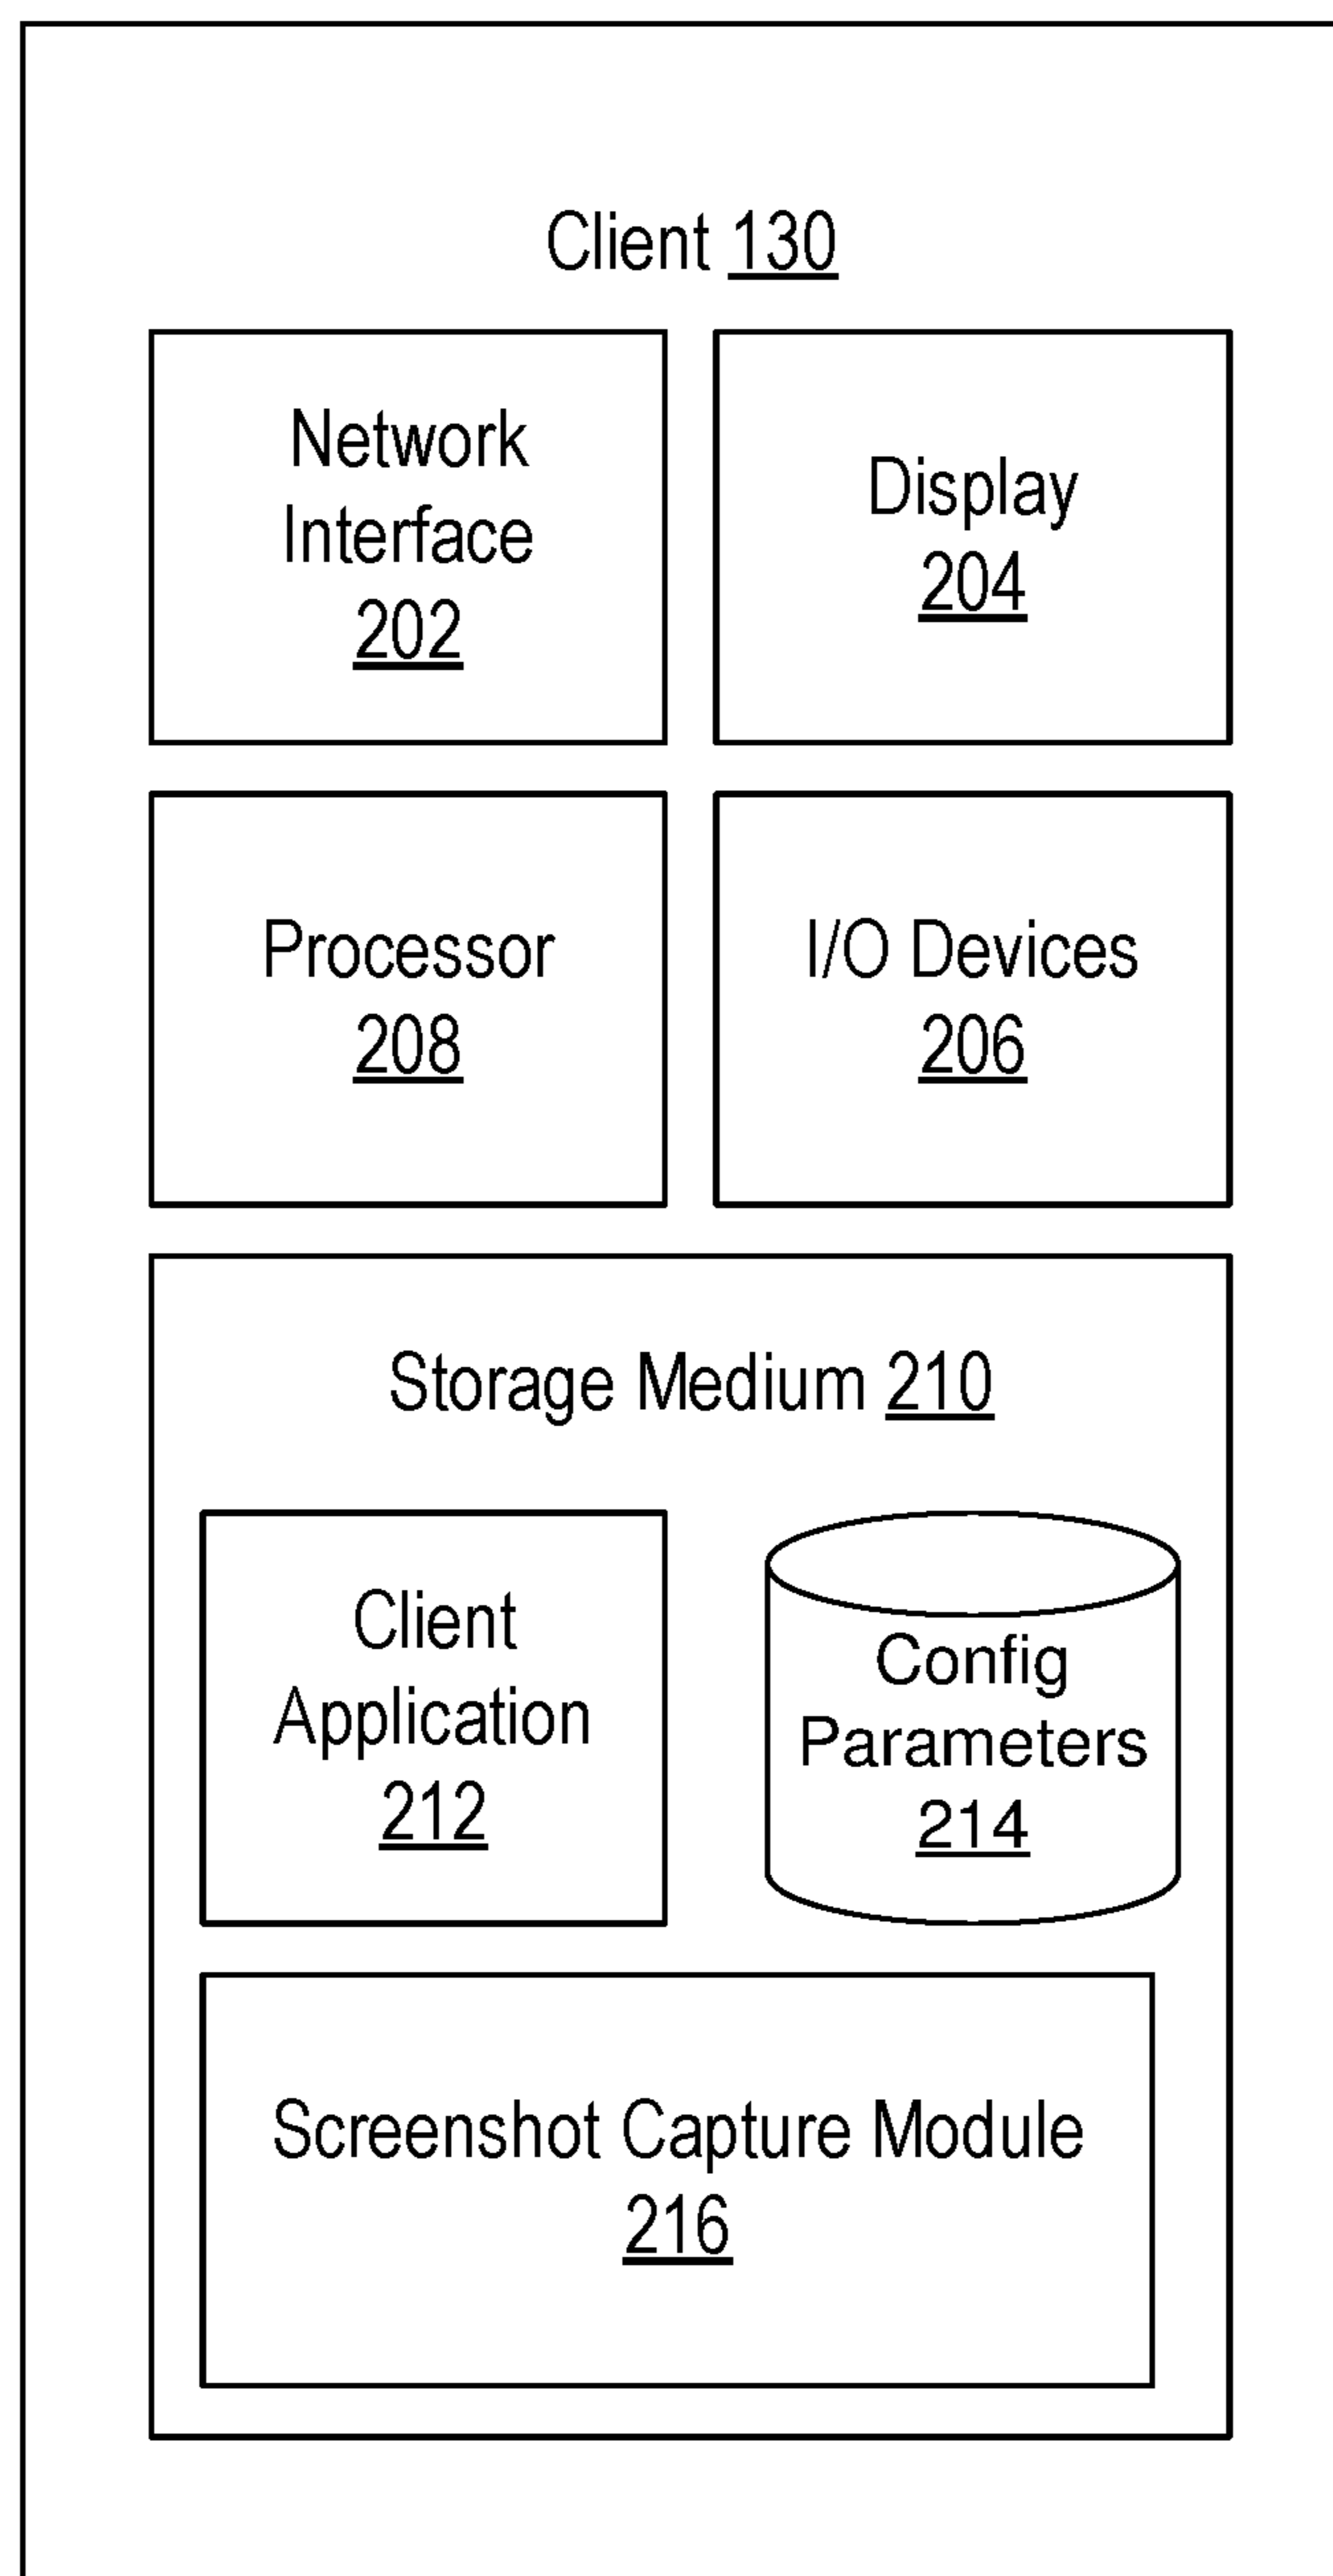 Client 130
Network
Interface
202
Display
204
Processor
208
I/O Devices
206
Storage Medium 210
Client
Application
212
Config
Parameters
214
Screenshot Capture Module
216